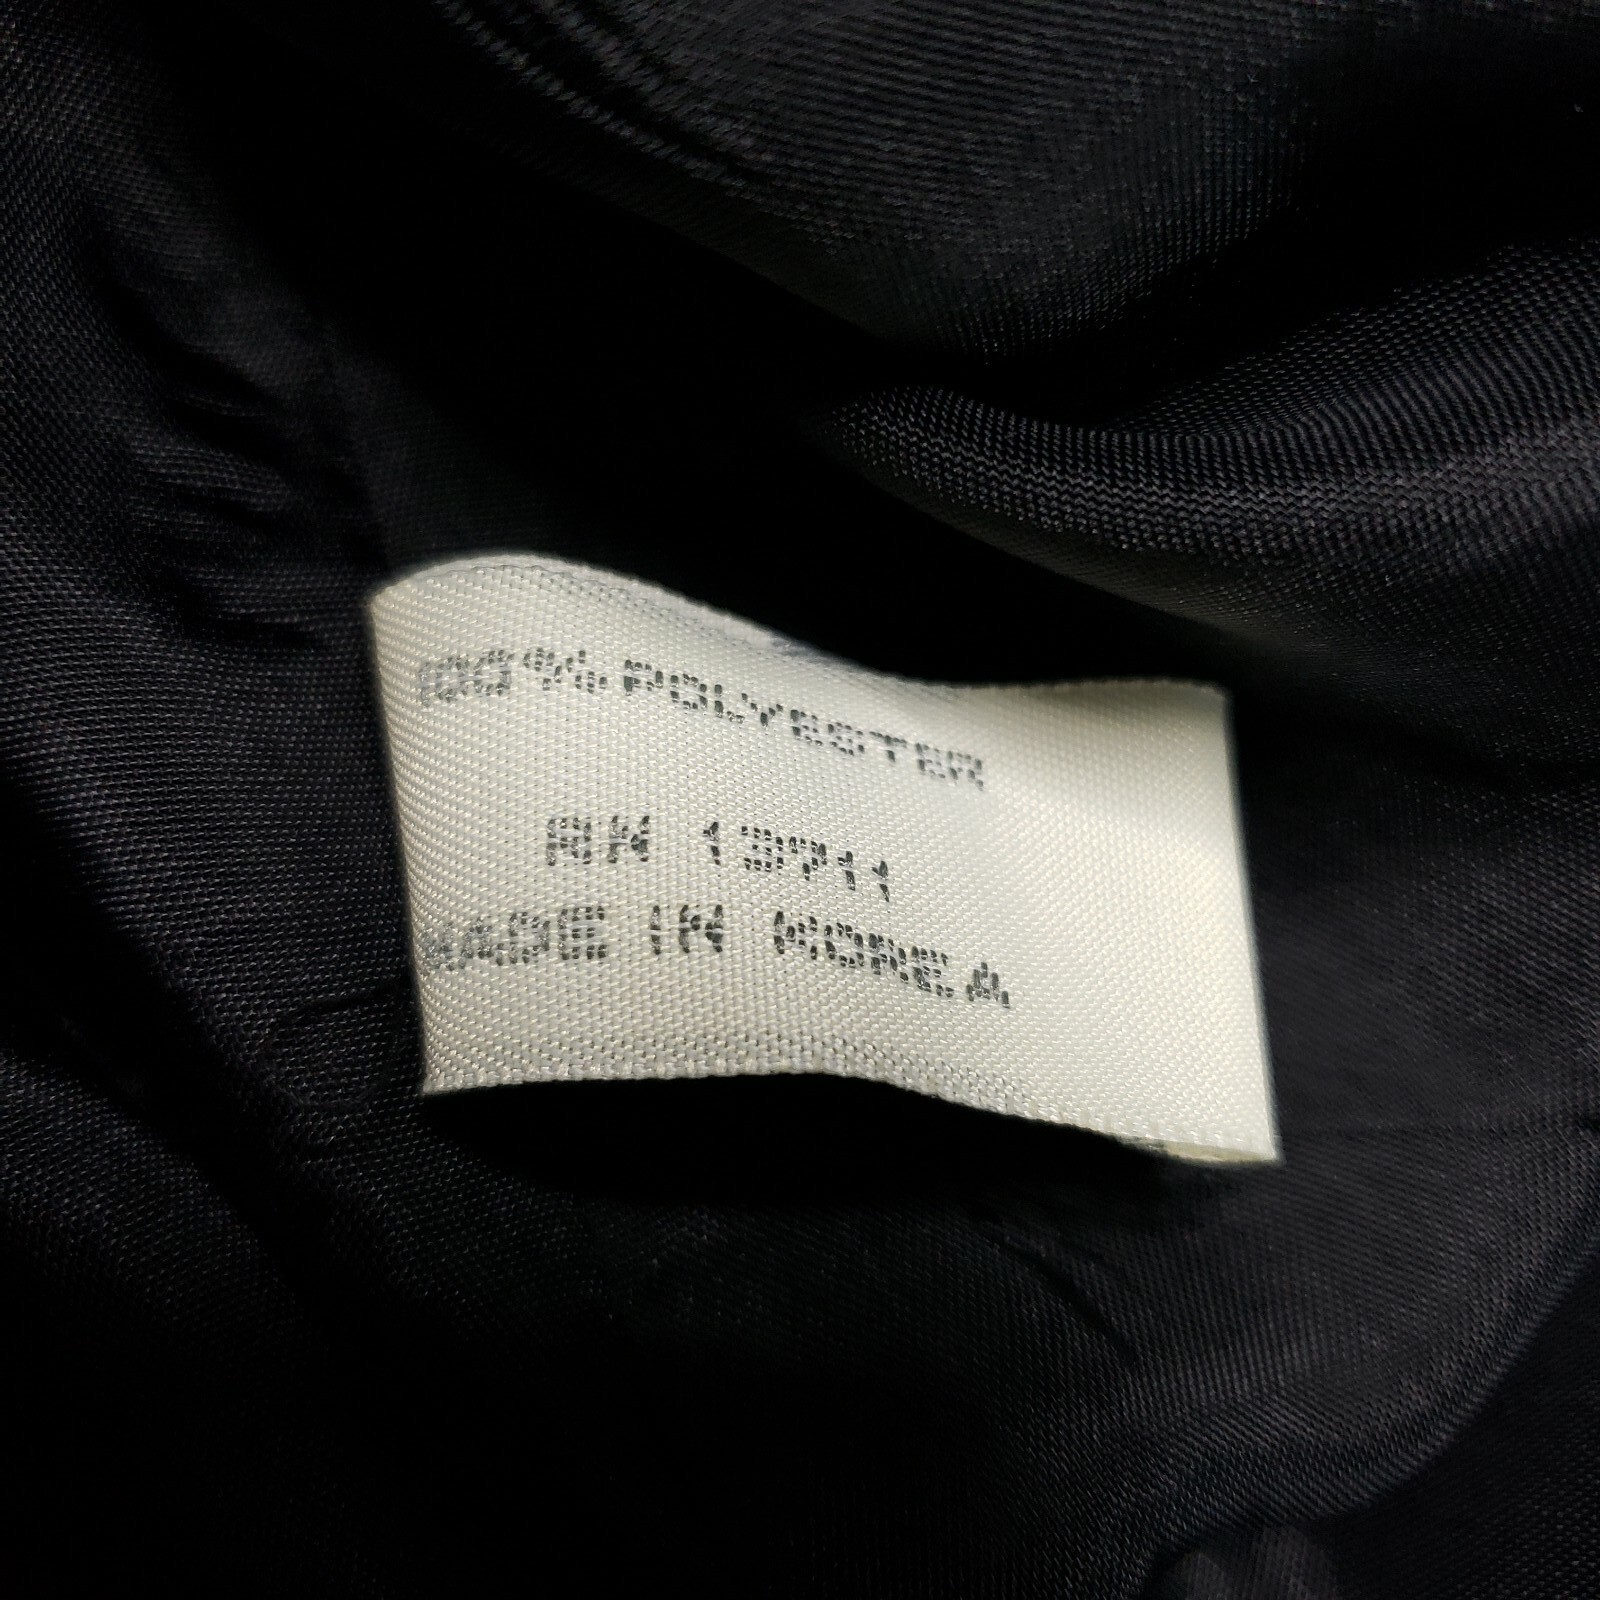 100% POLYESTER
RN 13711
MADE IN KOREA